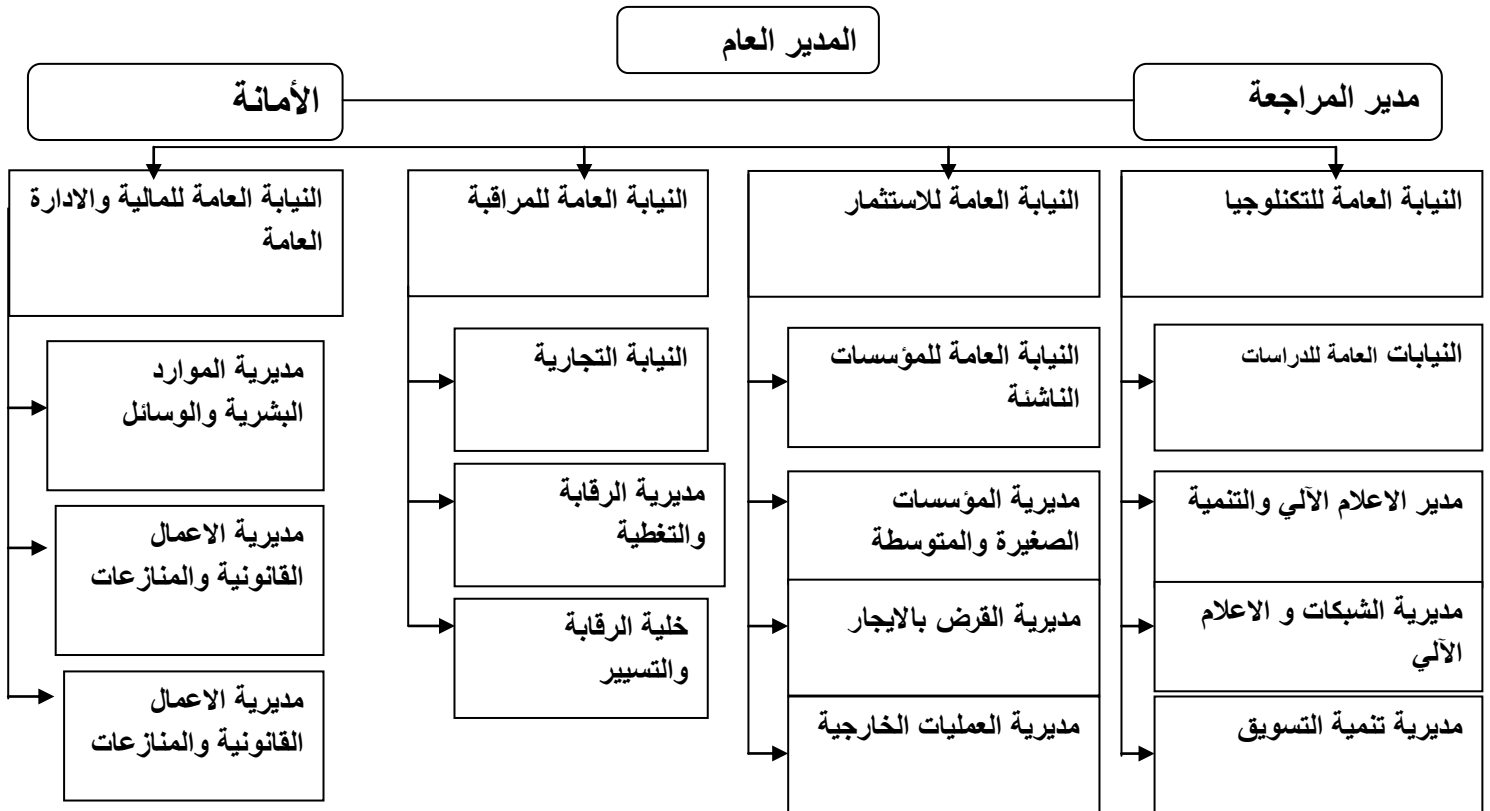 المدير العام
مدير المراجعة
الأمانة
النيابة العامة للتكنلوجيا
النيابة العامة للاستثمار
النيابة العامة للمراقبة
النيابة العامة للمالية والادارة
العامة
النيابات العامة للدراسات
مدير الاعلام الآلي والتنمية
مديرية الشبكات و الاعلام
الآلي
مديرية تنمية التسويق
النيابة العامة للمؤسسات
الناشئة
مديرية المؤسسات
الصغيرة والمتوسطة
مديرية القرض بالايجار
مديرية العمليات الخارجية
النيابة التجارية
مديرية الرقابة
والتغطية
خلية الرقابة
والتسيير
مديرية الموارد
البشرية والوسائل
مديرية الاعمال
القانونية والمنازعات
مديرية الاعمال
القانونية والمنازعات